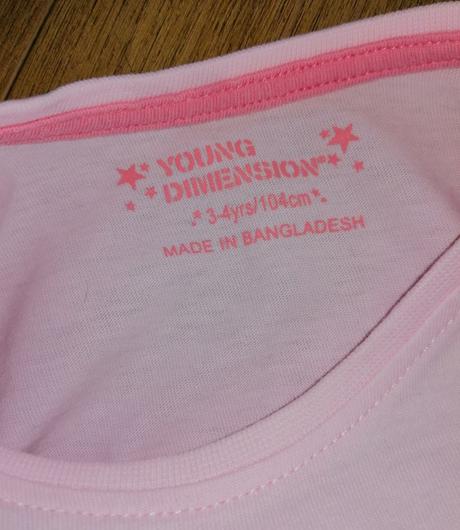 YOUNG
DIMENSION®
3-4yrs/104cm
MADE IN BANGLADESH